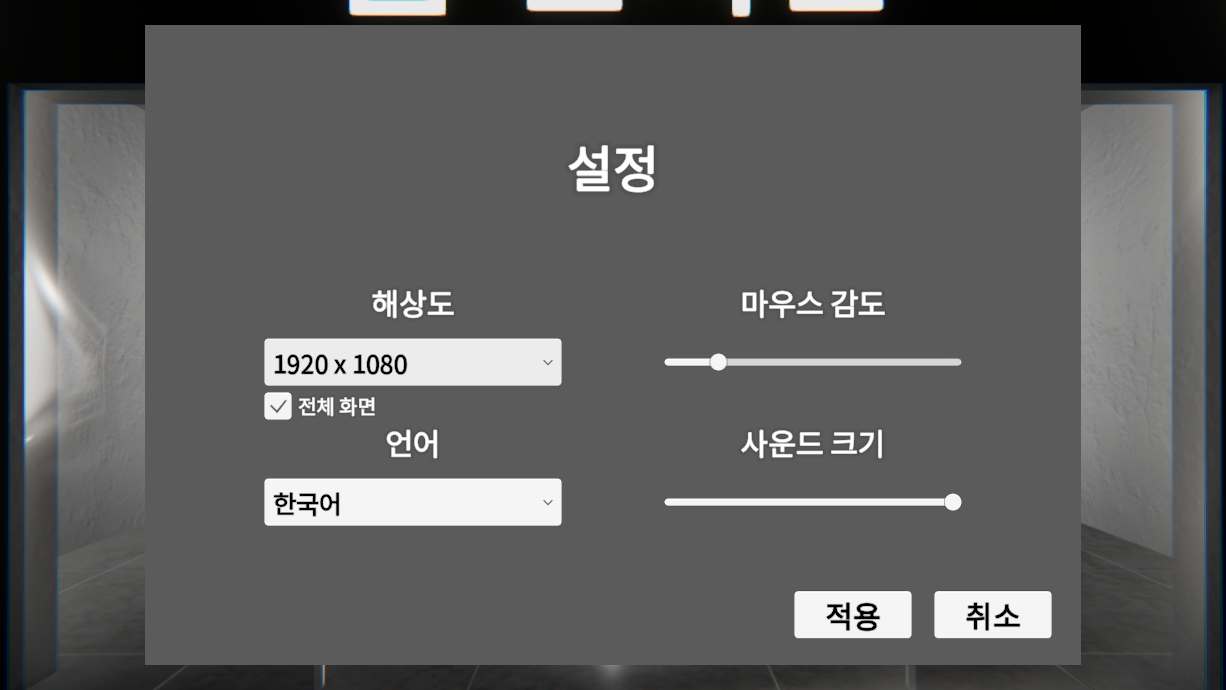 설정
해상도
1920 x 1080
전체 화면
언어
한국어
마우스 감도
사운드 크기
적용
취소